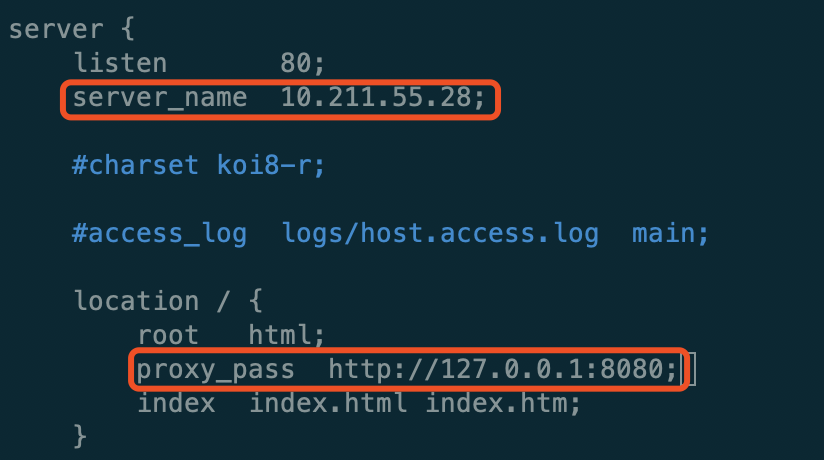 server {
listen 80;
server_name 10.211.55.28;
#charset koi8-r;
#access_log logs/host.access.log main;
location / {
root html;
proxy_pass http://127.0.0.1:8080;
index index.html index.htm;
}